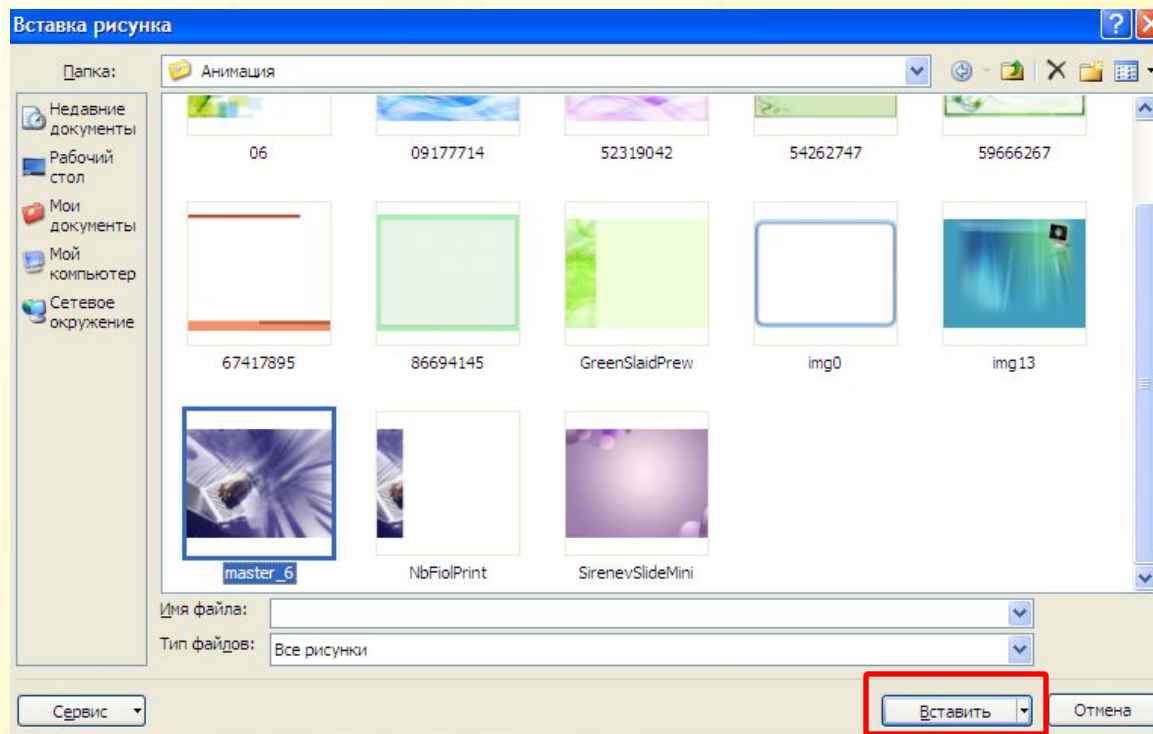 Вставка рисунка
?
Папка:
Анимация
Недавние
документы
Рабочий
стол
Мои
документы
Мой
компьютер
Сетевое
окружение
06
09177714
52319042
54262747
59666267
67417895
86694145
GreenSlaidPrew
img0
img13
master_6
NbFiolPrint
SirenevSlideMini
Имя файла:
Тип файлов:
Все рисунки
Сервис
Вставить
Отмена